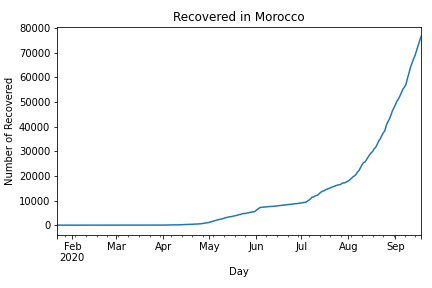 Recovered in Morocco
Number of Recovered
80000
70000
60000
50000
40000
30000
20000
10000
0
Feb Mar Apr May Jun Jul Aug Sep
2020
Day